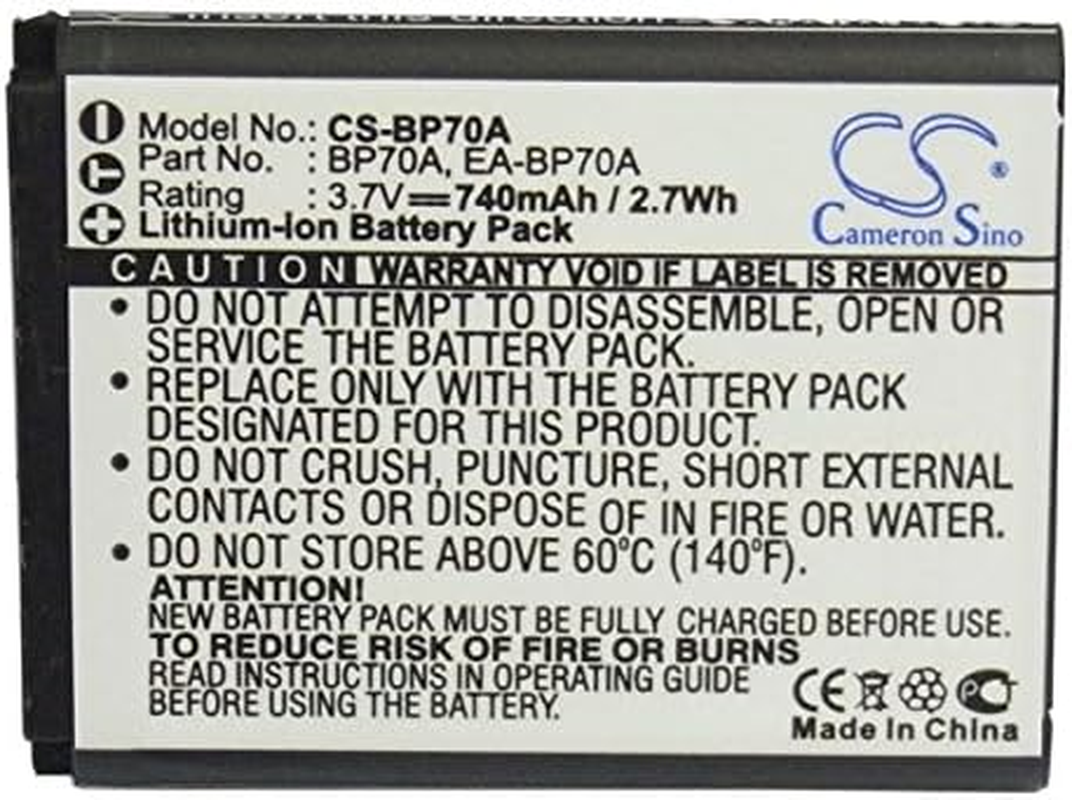 INSERT THIS DIRECTION
Model No.: CS-BP70A
Part No. : BP70A, EA-BP70A
Rating : 3.7V 740mAh / 2.7Wh
Lithium-Ion Battery Pack
CS ®
Cameron Sino
CAUTION WARRANTY VOID IF LABEL IS REMOVED
• DO NOT ATTEMPT TO DISASSEMBLE, OPEN OR
SERVICE THE BATTERY PACK.
• REPLACE ONLY WITH THE BATTERY PACK
DESIGNATED FOR THIS PRODUCT.
• DO NOT CRUSH, PUNCTURE, SHORT EXTERNAL
CONTACTS OR DISPOSE OF IN FIRE OR WATER.
• DO NOT STORE ABOVE 60°C (140°F).
ATTENTION!
NEW BATTERY PACK MUST BE FULLY CHARGED BEFORE USE.
TO REDUCE RISK OF FIRE OR BURNS
READ INSTRUCTIONS IN OPERATING GUIDE
BEFORE USING THE BATTERY.
CE
Made In China